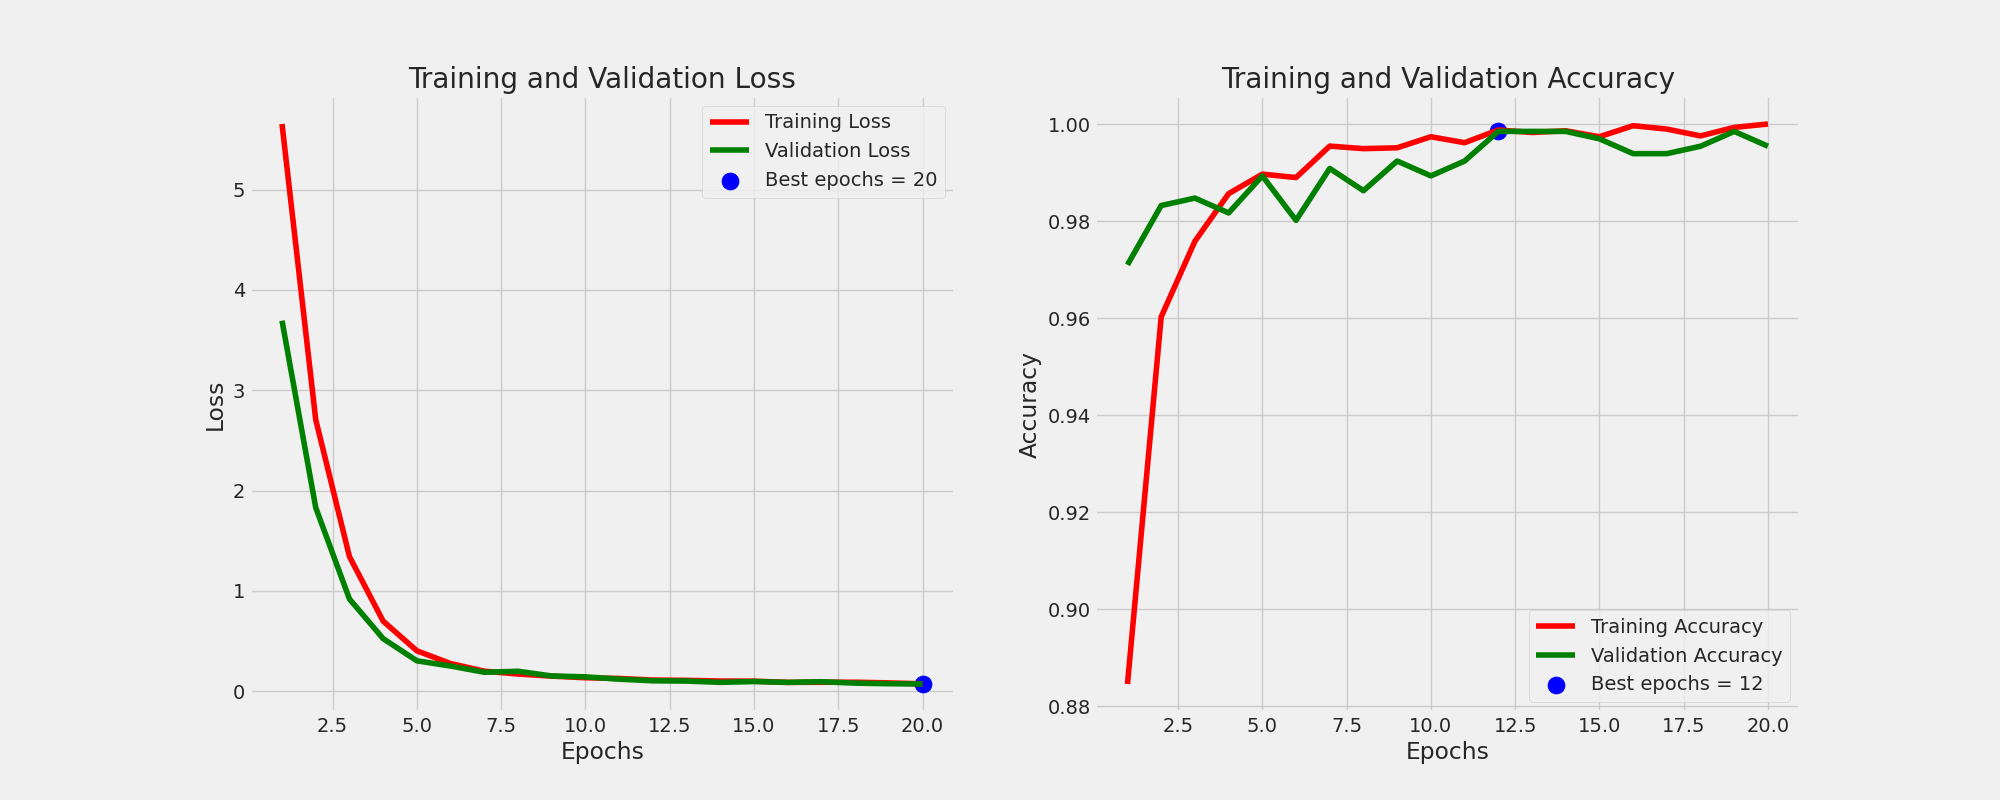 Training and Validation Loss
Training Loss
Validation Loss
Best epochs = 20
5
4
3
2
1
0
Loss
2.5 5.0 7.5 10.0 12.5 15.0 17.5 20.0
Epochs
Training and Validation Accuracy
1.00
0.98
0.96
0.94
0.92
0.90
0.88
Accuracy
Training Accuracy
Validation Accuracy
Best epochs = 12
2.5 5.0 7.5 10.0 12.5 15.0 17.5 20.0
Epochs